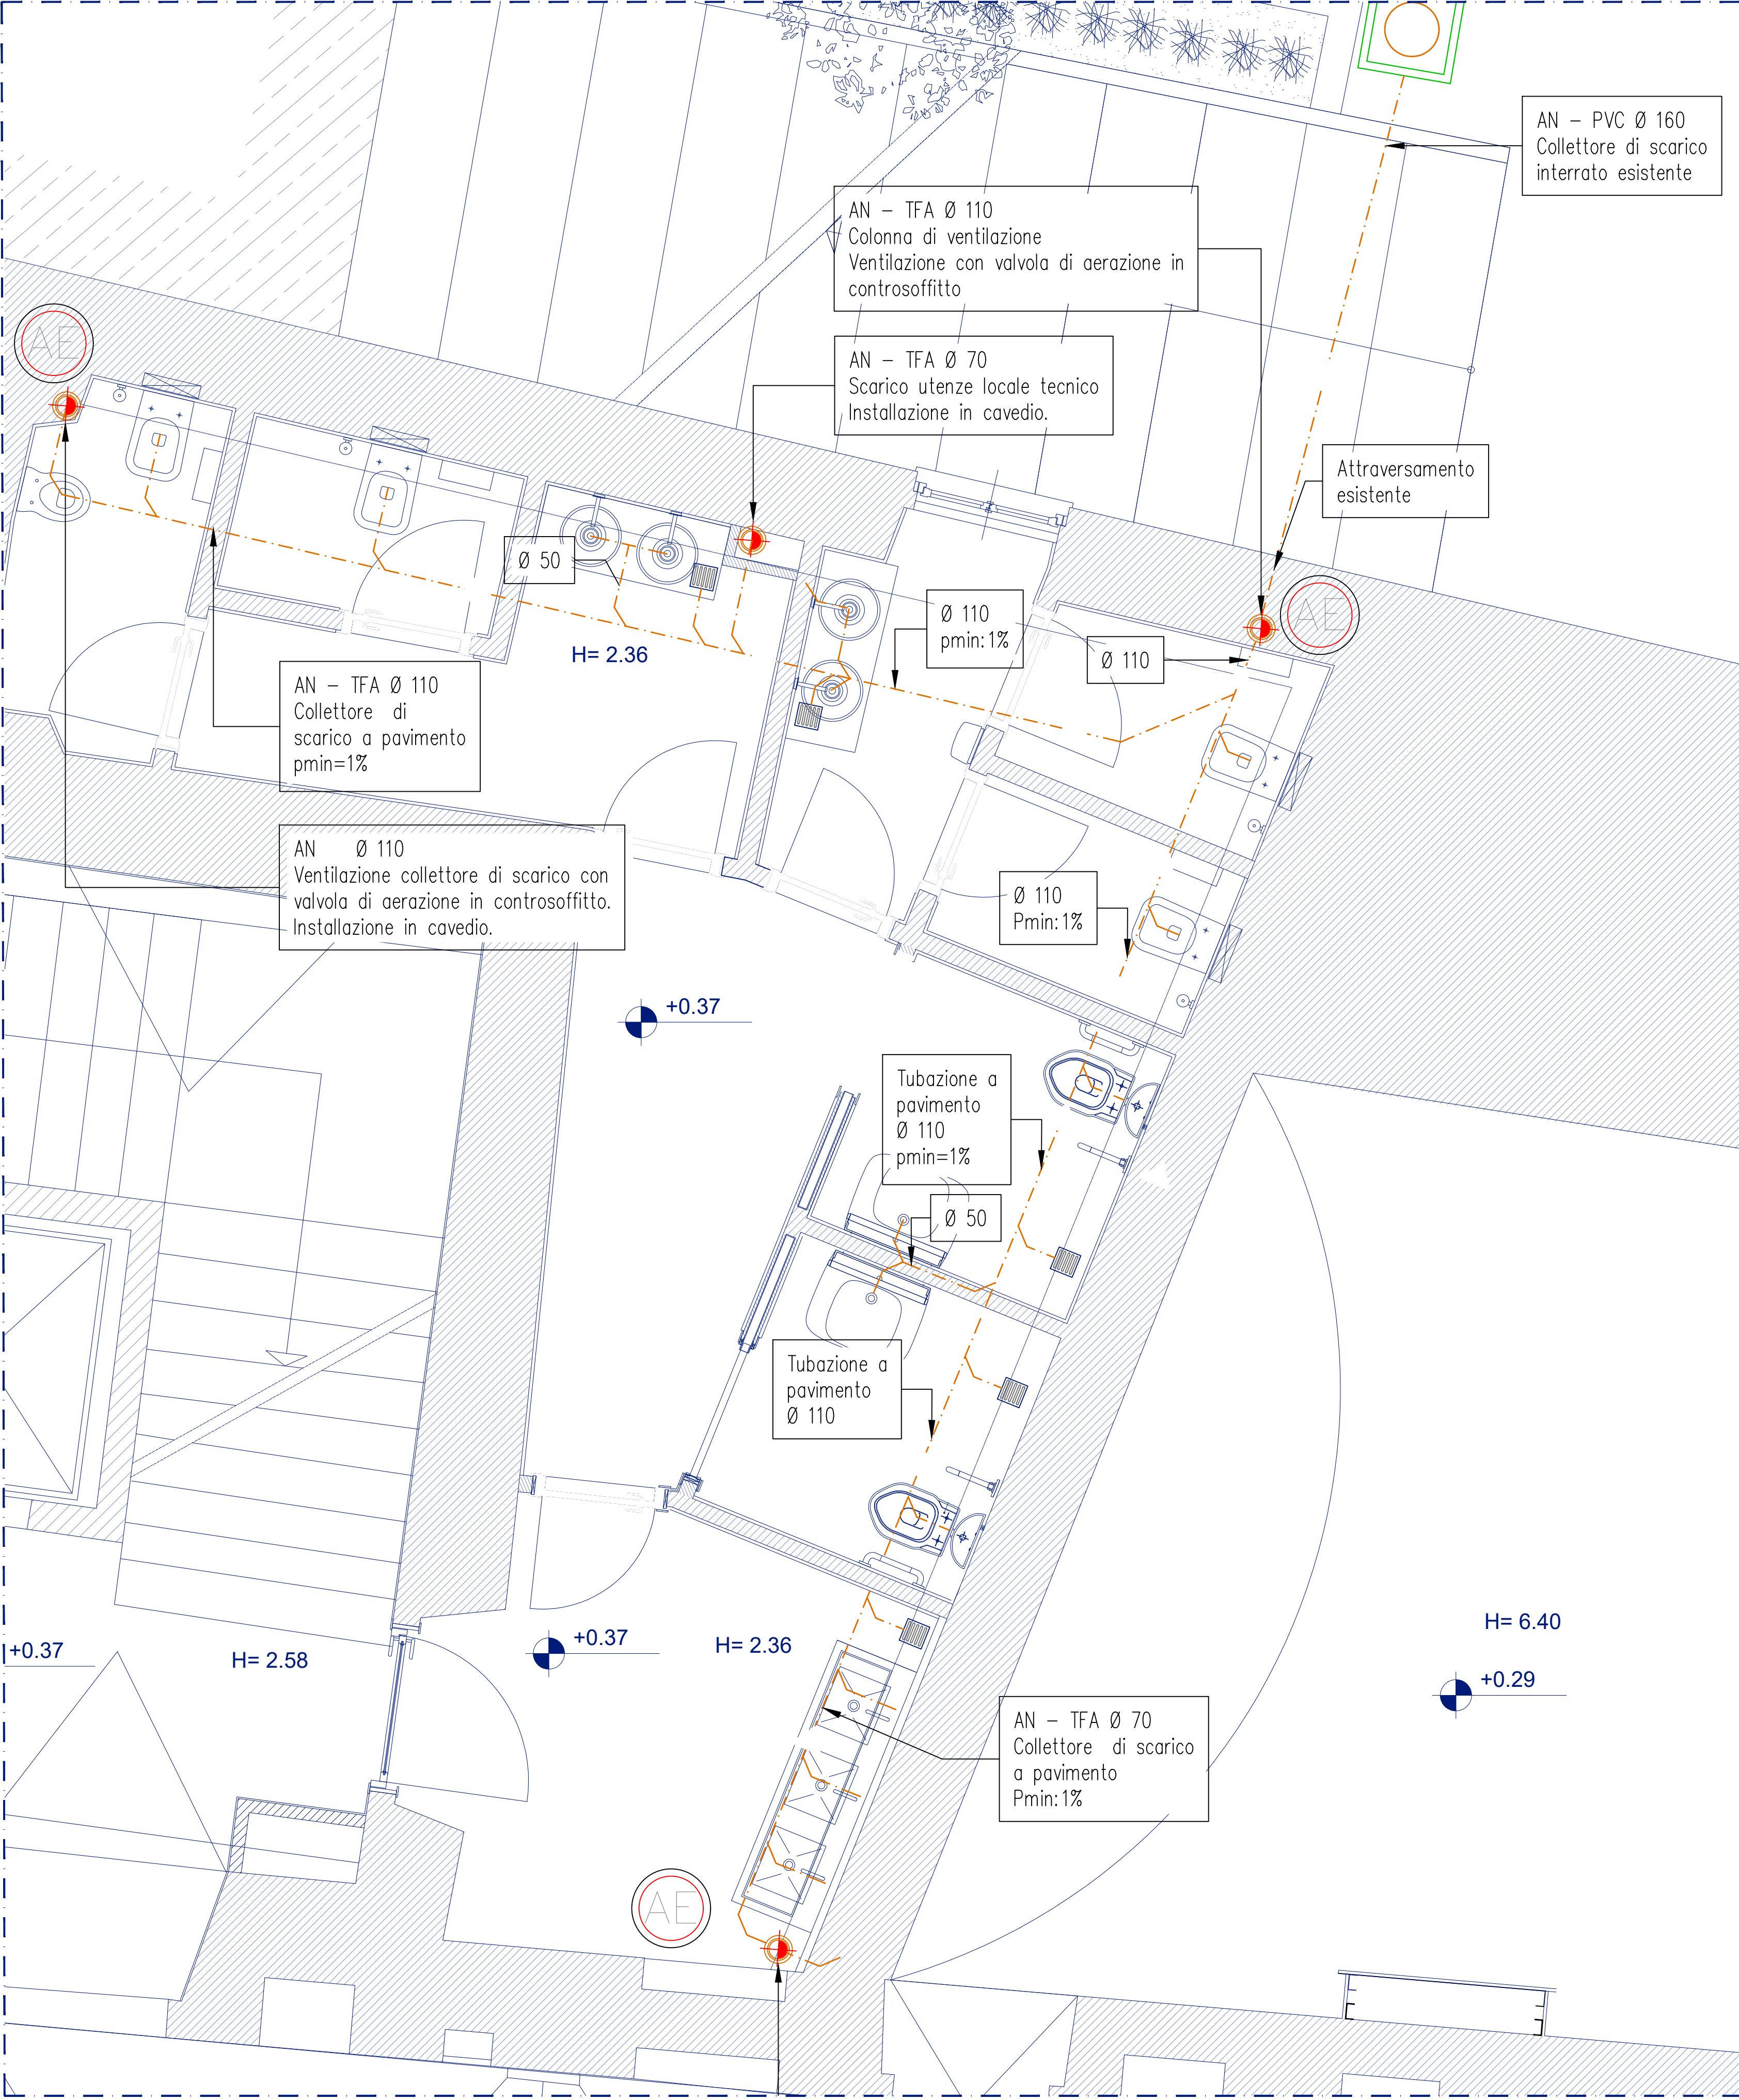 AN – PVC Ø 160
Collettore di scarico
interrato esistente
AN – TFA Ø 110
Colonna di ventilazione
Ventilazione con valvola di aerazione in
controsoffitto
AE
AN – TFA Ø 70
Scarico utenze locale tecnico
Installazione in cavedio.
Attraversamento
esistente
Ø 50
Ø 110
pmin:1%
AE
H= 2.36
Ø 110
AN – TFA Ø 110
Collettore di
scarico a pavimento
pmin=1%
AN Ø 110
Ventilazione collettore di scarico con
valvola di aerazione in controsoffitto.
Installazione in cavedio.
Ø 110
Pmin:1%
+0.37
Tubazione a
pavimento
Ø 110
pmin=1%
Ø 50
Tubazione a
pavimento
Ø 110
H= 6.40
+0.37
H= 2.58
+0.37
H= 2.36
+0.29
AN – TFA Ø 70
Collettore di scarico
a pavimento
Pmin:1%
AE